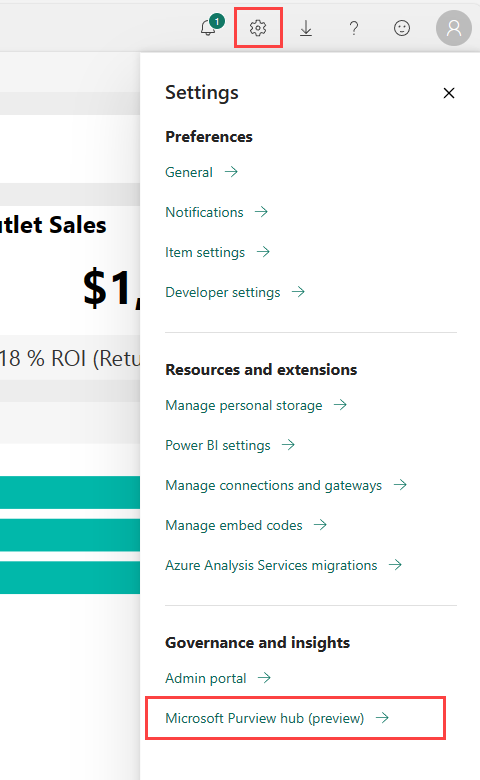 1
?
Settings
Preferences
General
Notifications
Item settings
Developer settings
utlet Sales
$1,
18 % ROI (Retu
Resources and extensions
Manage personal storage
Power BI settings
Manage connections and gateways
Manage embed codes
Azure Analysis Services migrations
Governance and insights
Admin portal
Microsoft Purview hub (preview)